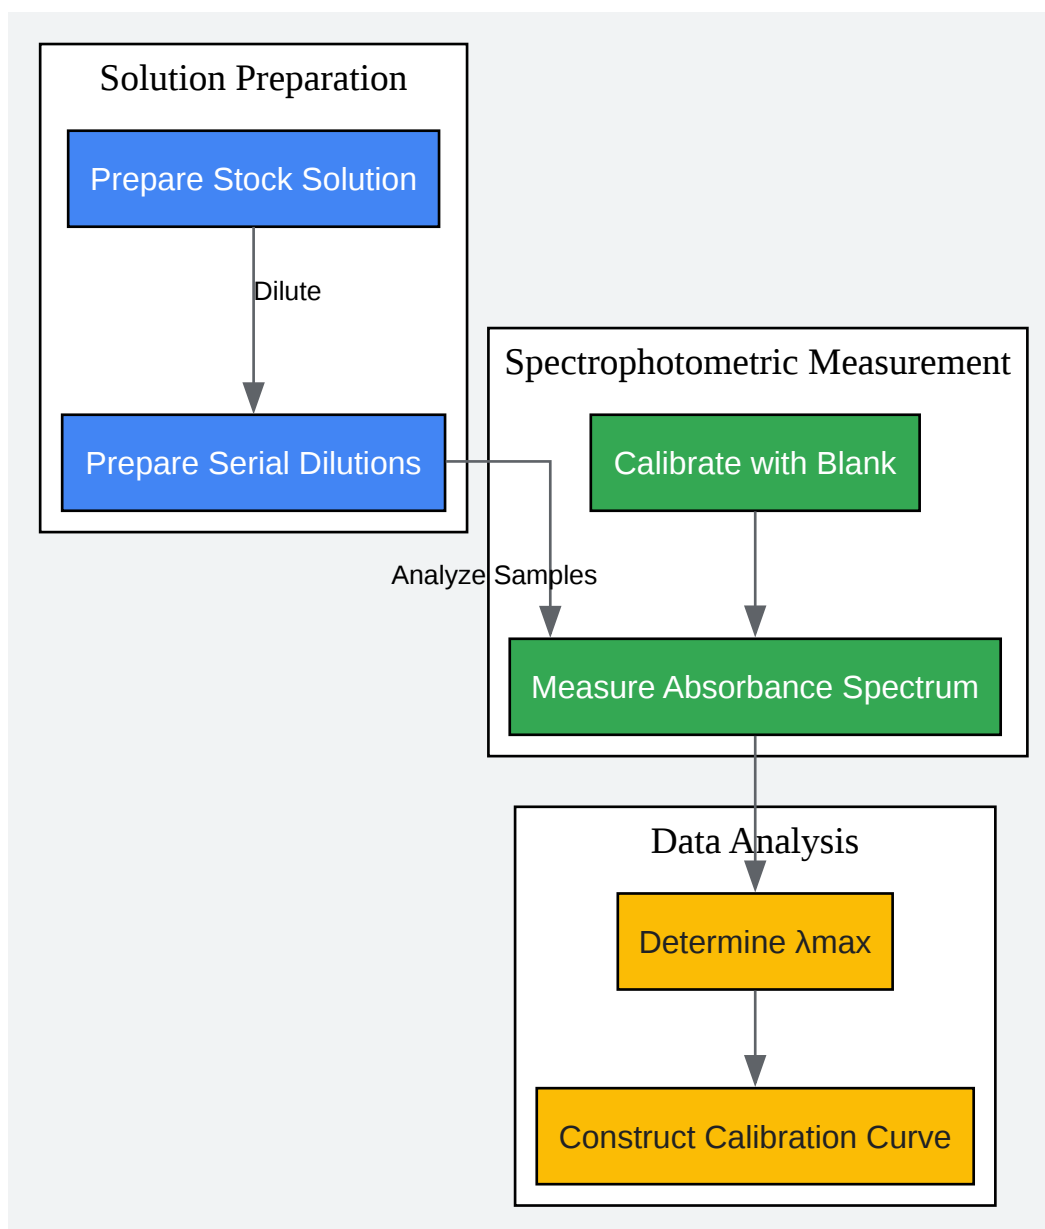 Solution Preparation
Prepare Stock Solution
Dilute
Prepare Serial Dilutions
Spectrophotometric Measurement
Calibrate with Blank
Analyze Samples
Measure Absorbance Spectrum
Data Analysis
Determine λmax
Construct Calibration Curve